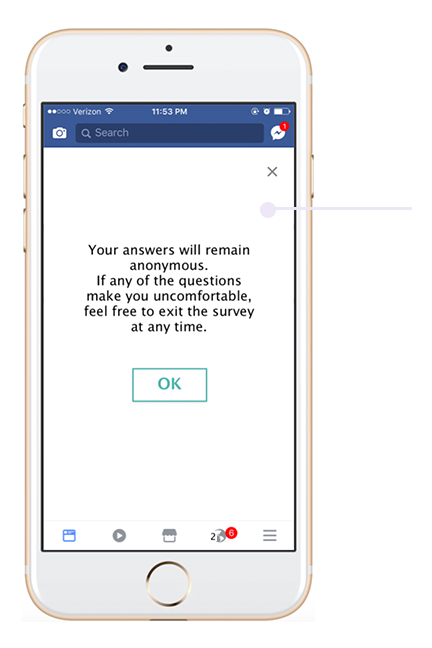 Verizon 11:53 PM
Search
1
Your answers will remain
anonymous.
If any of the questions
make you uncomfortable,
feel free to exit the survey
at any time.
OK
2 6